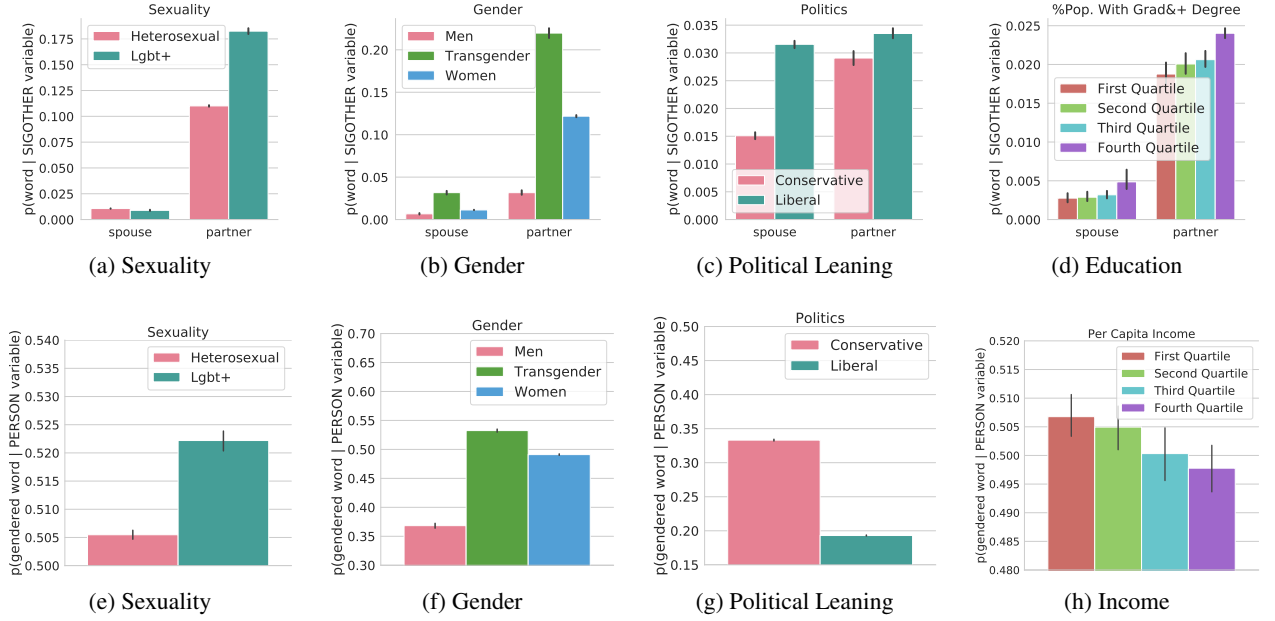 Sexuality
p(word | SIGOTHER variable)
0.175
0.150
0.125
0.100
0.075
0.050
0.025
0.000
Heterosexual
Lgbt+
spouse
partner
(a) Sexuality
Gender
p(word | SIGOTHER variable)
0.20
0.15
0.10
0.05
0.00
Men
Transgender
Women
spouse
partner
(b) Gender
Politics
p(word | SIGOTHER variable)
0.035
0.030
0.025
0.020
0.015
0.010
0.005
0.000
Conservative
Liberal
spouse
partner
(c) Political Leaning
%Pop. With Grad&+ Degree
p(word | SIGOTHER variable)
0.025
0.020
0.015
0.010
0.005
0.000
First Quartile
Second Quartile
Third Quartile
Fourth Quartile
spouse
partner
(d) Education
Sexuality
p(gendered word | PERSON variable)
0.540
0.535
0.530
0.525
0.520
0.515
0.510
0.505
0.500
Heterosexual
Lgbt+
(e) Sexuality
Gender
p(gendered word | PERSON variable)
0.70
0.65
0.60
0.55
0.50
0.45
0.40
0.35
0.30
Men
Transgender
Women
(f) Gender
Politics
p(gendered word | PERSON variable)
0.50
0.45
0.40
0.35
0.30
0.25
0.20
0.15
Conservative
Liberal
(g) Political Leaning
Per Capita Income
p(gendered word | PERSON variable)
0.520
0.515
0.510
0.505
0.500
0.495
0.490
0.485
0.480
First Quartile
Second Quartile
Third Quartile
Fourth Quartile
(h) Income